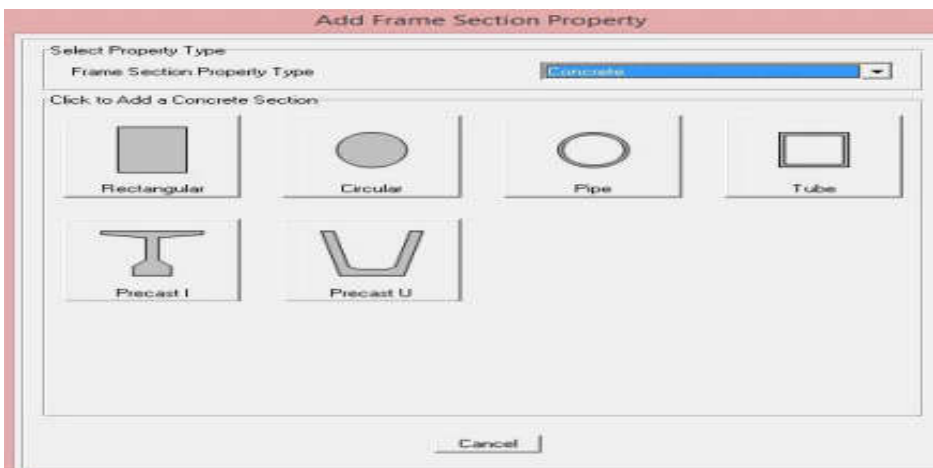 Add Frame Section Property
Select Property Type
Frame Section Property Type
Concrete
Click to Add a Concrete Section
Rectangular
Circular
Pipe
Tube
Precast I
Precast U
Cancel